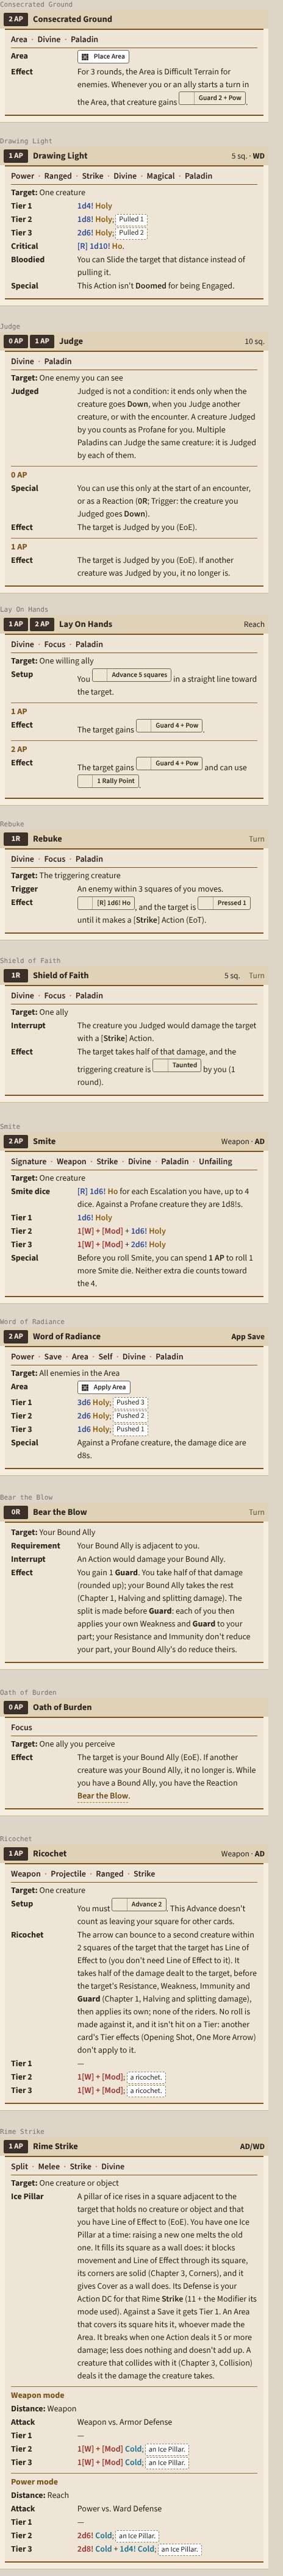 Consecrated Ground
2 AP Consecrated Ground
Area · Divine · Paladin
Area Place Area
Effect For 3 rounds, the Area is Difficult Terrain for
enemies. Whenever you or an ally starts a turn in
the Area, that creature gains Guard 2 + Pow.
Drawing Light
1 AP Drawing Light 5 sq. · WD
Power · Ranged · Strike · Divine · Magical · Paladin
Target: One creature
Tier 1 1d4! Holy
Tier 2 1d8! Holy; Pulled 1
Tier 3 2d6! Holy; Pulled 2
Critical [R] 1d10! Ho.
Bloodied You can Slide the target that distance instead of
pulling it.
Special This Action isn't Doomed for being Engaged.
Judge
0 AP 1 AP Judge 10 sq.
Divine · Paladin
Target: One enemy you can see
Judged Judged is not a condition: it ends only when the
creature goes Down, when you Judge another
creature, or with the encounter. A creature Judged
by you counts as Profane for you. Multiple
Paladins can Judge the same creature: it is Judged
by each of them.
0 AP
Special You can use this only at the start of an encounter,
or as a Reaction (0R; Trigger: the creature you
Judged goes Down).
Effect The target is Judged by you (EoE).
1 AP
Effect The target is Judged by you (EoE). If another
creature was Judged by you, it no longer is.
Lay On Hands
1 AP 2 AP Lay On Hands Reach
Divine · Focus · Paladin
Target: One willing ally
Setup You Advance 5 squares in a straight line toward
the target.
1 AP
Effect The target gains Guard 4 + Pow.
2 AP
Effect The target gains Guard 4 + Pow and can use
1 Rally Point.
Rebuke
1R Rebuke Turn
Divine · Focus · Paladin
Target: The triggering creature
Trigger An enemy within 3 squares of you moves.
Effect [R] 1d6! Ho, and the target is Pressed 1
until it makes a [Strike] Action (EoT).
Shield of Faith
1R Shield of Faith 5 sq. Turn
Divine · Focus · Paladin
Target: One ally
Interrupt The creature you Judged would damage the target
with a [Strike] Action.
Effect The target takes half of that damage, and the
triggering creature is Taunted by you (1
round).
Smite
2 AP Smite Weapon · AD
Signature · Weapon · Strike · Divine · Paladin · Unfailing
Target: One creature
Smite dice [R] 1d6! Ho for each Escalation you have, up to 4
dice. Against a Profane creature they are 1d8!s.
Tier 1 1d6! Holy
Tier 2 1[W] + [Mod] + 1d6! Holy
Tier 3 1[W] + [Mod] + 2d6! Holy
Special Before you roll Smite, you can spend 1 AP to roll 1
more Smite die. Neither extra die counts toward
the 4.
Word of Radiance
2 AP Word of Radiance App Save
Power · Save · Area · Self · Divine · Paladin
Target: All enemies in the Area
Area Apply Area
Tier 1 3d6 Holy; Pushed 3
Tier 2 2d6 Holy; Pushed 2
Tier 3 1d6 Holy; Pushed 1
Special Against a Profane creature, the damage dice are
d8s.
Bear the Blow
0R Bear the Blow Turn
Target: Your Bound Ally
Requirement Your Bound Ally is adjacent to you.
Interrupt An Action would damage your Bound Ally.
Effect You gain 1 Guard. You take half of that damage
(rounded up); your Bound Ally takes the rest
(Chapter 1, Halving and splitting damage). The
split is made before Guard: each of you then
applies your own Weakness and Guard to your
part; your Resistance and Immunity don't reduce
your part, your Bound Ally's do reduce theirs.
Oath of Burden
0 AP Oath of Burden
Focus
Target: One ally you perceive
Effect The target is your Bound Ally (EoE). If another
creature was your Bound Ally, it no longer is. While
you have a Bound Ally, you have the Reaction
Bear the Blow.
Ricochet
1 AP Ricochet Weapon · AD
Weapon · Projectile · Ranged · Strike
Target: One creature
Setup You must Advance 2. This Advance doesn't
count as leaving your square for other cards.
Ricochet The arrow can bounce to a second creature within
2 squares of the target that the target has Line of
Effect to (you don't need Line of Effect to it). It
takes half of the damage dealt to the target, before
the target's Resistance, Weakness, Immunity and
Guard (Chapter 1, Halving and splitting damage),
then applies its own; none of the riders. No roll is
made against it, and it isn't hit on a Tier: another
card's Tier effects (Opening Shot, One More Arrow)
don't apply to it.
Tier 1 —
Tier 2 1[W] + [Mod]; a ricochet.
Tier 3 1[W] + [Mod]; a ricochet.
Rime Strike
1 AP Rime Strike AD/WD
Split · Melee · Strike · Divine
Target: One creature or object
Ice Pillar A pillar of ice rises in a square adjacent to the
target that holds no creature or object and that
you have Line of Effect to (EoE). You have one Ice
Pillar at a time: raising a new one melts the old
one. It fills its square as a wall does: it blocks
movement and Line of Effect through its square,
its corners are solid (Chapter 3, Corners), and it
gives Cover as a wall does. Its Defense is your
Action DC for that Rime Strike (11 + the Modifier its
mode used). Against a Save it gets Tier 1. An Area
that covers its square hits it, whoever made the
Area. It breaks when one Action deals it 5 or more
damage; less does nothing and doesn't add up. A
creature that collides with it (Chapter 3, Collision)
deals it the damage the creature takes.
Weapon mode
Distance: Weapon
Attack Weapon vs. Armor Defense
Tier 1 —
Tier 2 1[W] + [Mod] Cold; an Ice Pillar.
Tier 3 1[W] + [Mod] Cold; an Ice Pillar.
Power mode
Distance: Reach
Attack Power vs. Ward Defense
Tier 1 —
Tier 2 2d6! Cold; an Ice Pillar.
Tier 3 2d8! Cold + 1d4! Cold; an Ice Pillar.